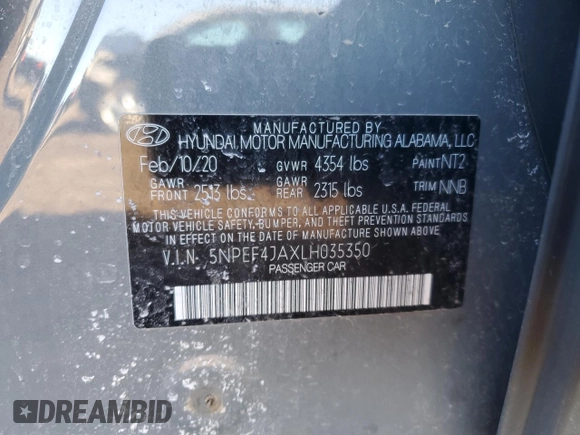 MANUFACTURED BY
HYUNDAI MOTOR MANUFACTURING ALABAMA, LLC
Feb/10/20 GVWR 4354 lbs PAINT NT2
GAWR FRONT 2513 lbs. GAWR REAR 2315 lbs TRIM NNB
THIS VEHICLE CONFORMS TO ALL APPLICABLE U.S.A. FEDERAL
MOTOR VEHICLE SAFETY, BUMPER, AND THEFT PREVENTION STANDARDS
IN EFFECT ON THE DATE OF MANUFACTURE SHOWN ABOVE.
V.I.N. 5NPEF4JAXLH035350
PASSENGER CAR
DREAMBID